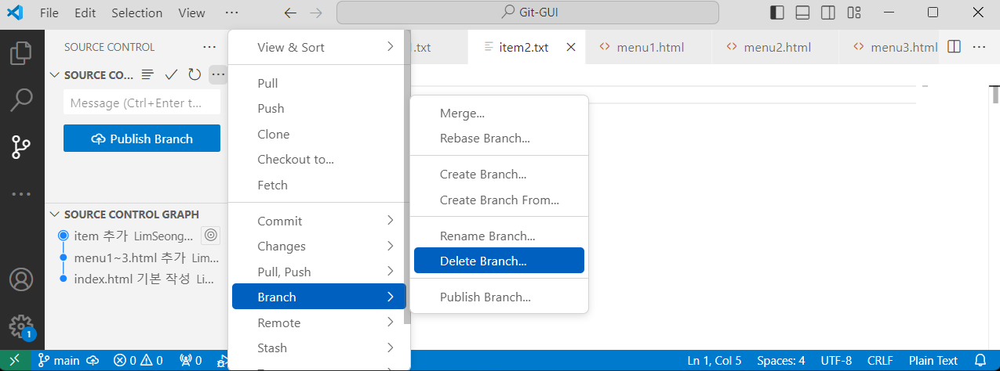 File Edit Selection View ··· Git-GUI
SOURCE CONTROL ···
SOURCE CO... ···
Message (Ctrl+Enter t...
Publish Branch
SOURCE CONTROL GRAPH
item 추가 LimSeong...
menu1~3.html 추가 Lim...
index.html 기본 작성 Li...
1
View & Sort
Pull
Push
Clone
Checkout to...
Fetch
Commit
Changes
Pull, Push
Branch
Remote
Stash
Merge...
Rebase Branch...
Create Branch...
Create Branch From...
Rename Branch...
Delete Branch...
Publish Branch...
1.txt item2.txt menu1.html menu2.html menu3.html ···
main 0 0 0 Ln 1, Col 5 Spaces: 4 UTF-8 CRLF Plain Text